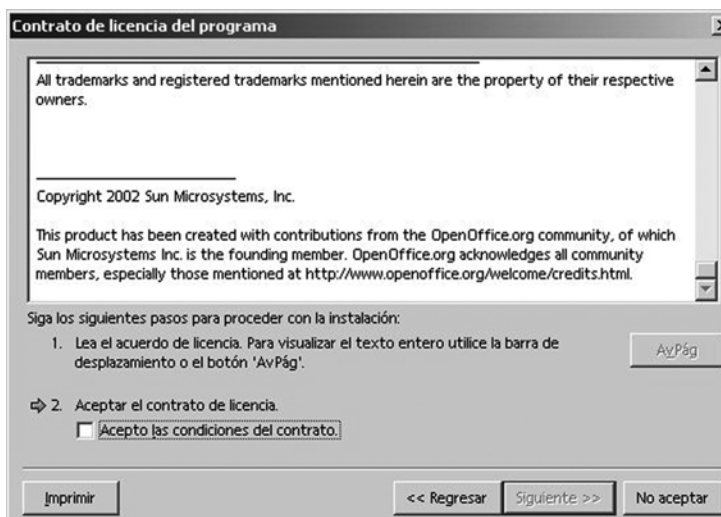 Contrato de licencia del programa
All trademarks and registered trademarks mentioned herein are the property of their respective
owners.
Copyright 2002 Sun Microsystems, Inc.
This product has been created with contributions from the OpenOffice.org community, of which
Sun Microsystems Inc. is the founding member. OpenOffice.org acknowledges all community
members, especially those mentioned at http://www.openoffice.org/welcome/credits.html.
Siga los siguientes pasos para proceder con la instalación:
1. Lea el acuerdo de licencia. Para visualizar el texto entero utilice la barra de
desplazamiento o el botón 'AvPág'.
AvPág
2. Aceptar el contrato de licencia.
Acepto las condiciones del contrato.
Imprimir
<< Regresar
Siguiente >>
No aceptar